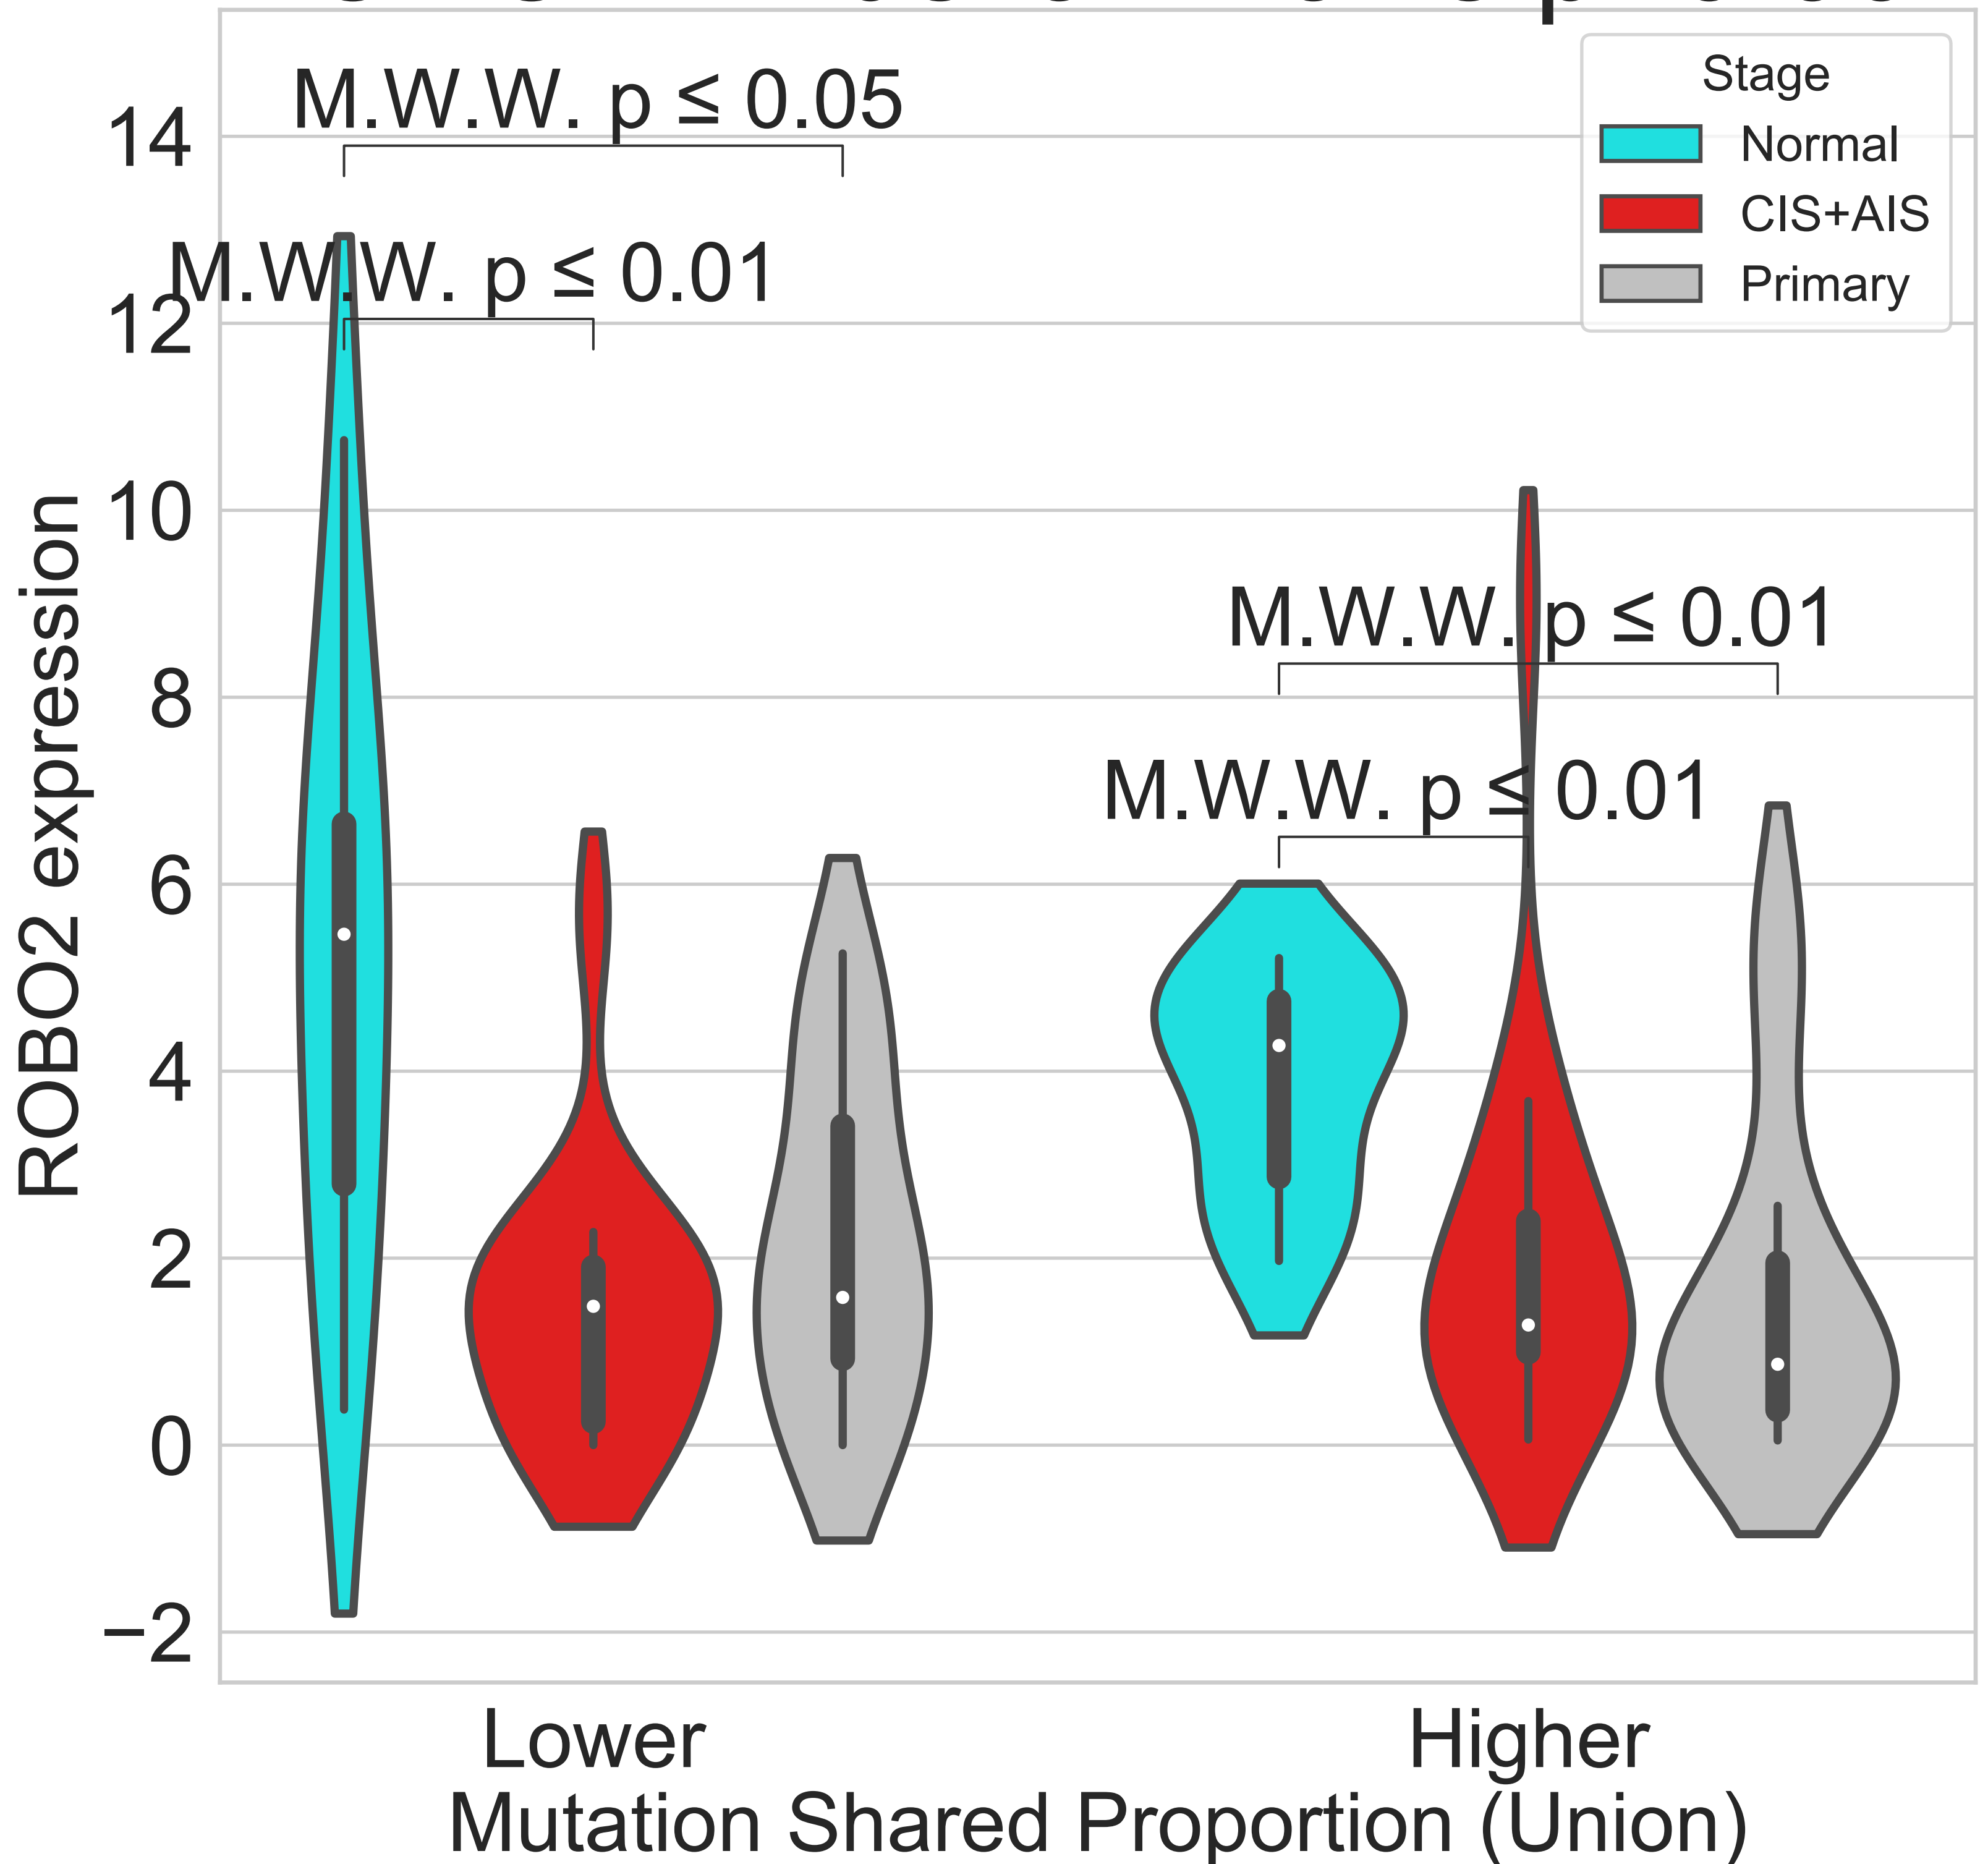 Stage
Normal
CIS+AIS
Primary
M.W.W. p ≤ 0.05
M.W.W. p ≤ 0.01
M.W.W. p ≤ 0.01
M.W.W. p ≤ 0.01
ROBO2 expression
14
12
10
8
6
4
2
0
−2
Lower
Higher
Mutation Shared Proportion (Union)